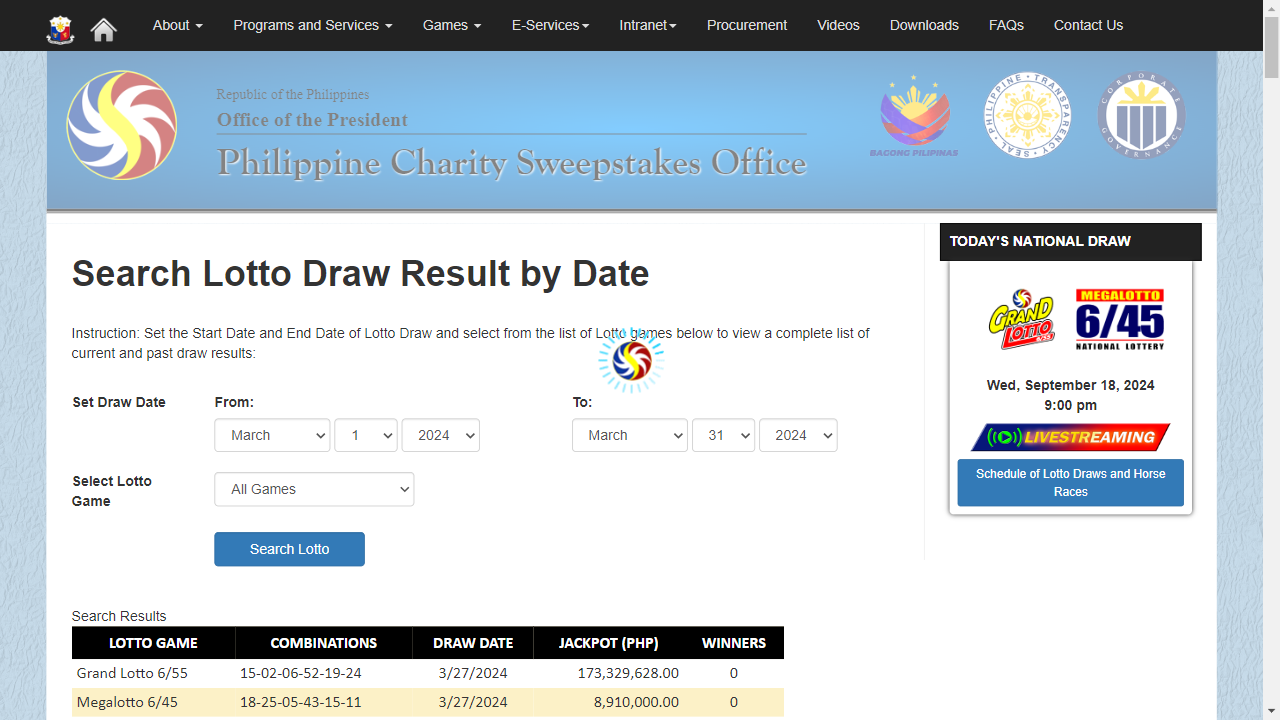 About Programs and Services Games E-Services Intranet Procurement Videos Downloads FAQs Contact Us
Republic of the Philippines
Office of the President
Philippine Charity Sweepstakes Office
BAGONG PILIPINAS
PHILIPPINE TRANSPARENCY SEAL
CORPORATE GOVERNANCE
Search Lotto Draw Result by Date
Instruction: Set the Start Date and End Date of Lotto Draw and select from the list of Lotto games below to view a complete list of
current and past draw results:
Set Draw Date From: To:
March 1 2024 March 31 2024
Select Lotto
Game
All Games
Search Lotto
Search Results
LOTTO GAME COMBINATIONS DRAW DATE JACKPOT (PHP) WINNERS
Grand Lotto 6/55 15-02-06-52-19-24 3/27/2024 173,329,628.00 0
Megalotto 6/45 18-25-05-43-15-11 3/27/2024 8,910,000.00 0
TODAY'S NATIONAL DRAW
GRAND
LOTTO
6/55
MEGALOTTO
6/45
NATIONAL LOTTERY
Wed, September 18, 2024
9:00 pm
LIVESTREAMING
Schedule of Lotto Draws and Horse
Races